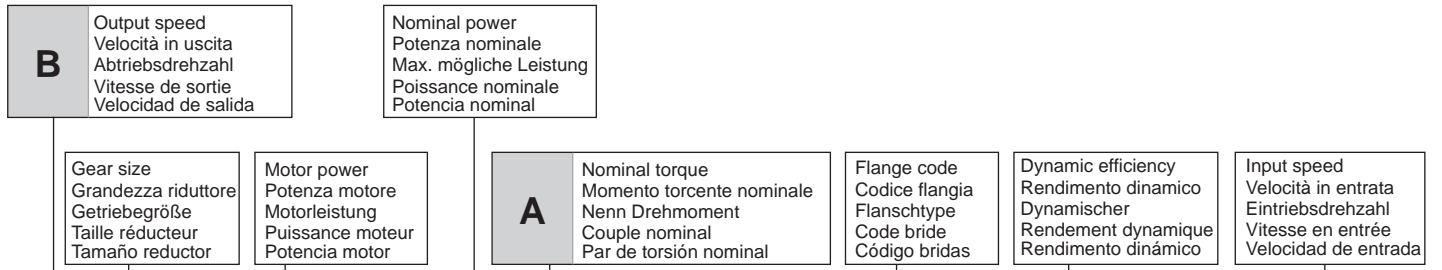 B
Output speed
Velocità in uscita
Abtriebsdrehzahl
Vitesse de sortie
Velocidad de salida
Nominal power
Potenza nominale
Max. mögliche Leistung
Poissance nominale
Potencia nominal
Gear size
Grandezza riduttore
Getriebegröße
Taille réducteur
Tamaño reductor
Motor power
Potenza motore
Motorleistung
Puissance moteur
Potencia motor
A
Nominal torque
Momento torcente nominale
Nenn Drehmoment
Couple nominal
Par de torsión nominal
Flange code
Codice flangia
Flanschtype
Code bride
Código bridas
Dynamic efficiency
Rendimento dinamico
Dynamischer
Rendement dynamique
Rendimento dinámico
Input speed
Velocità in entrata
Eintriebsdrehzahl
Vitesse en entrée
Velocidad de entrada